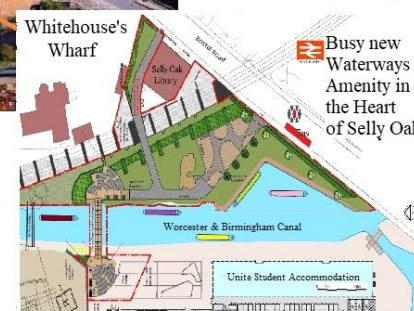 Whitehouse's
Wharf
Busy new
Waterways
Amenity in
the Heart
of Selly Oak
Bristol Road
Selly Oak
Library
Worcester & Birmingham Canal
Unite Student Accommodation